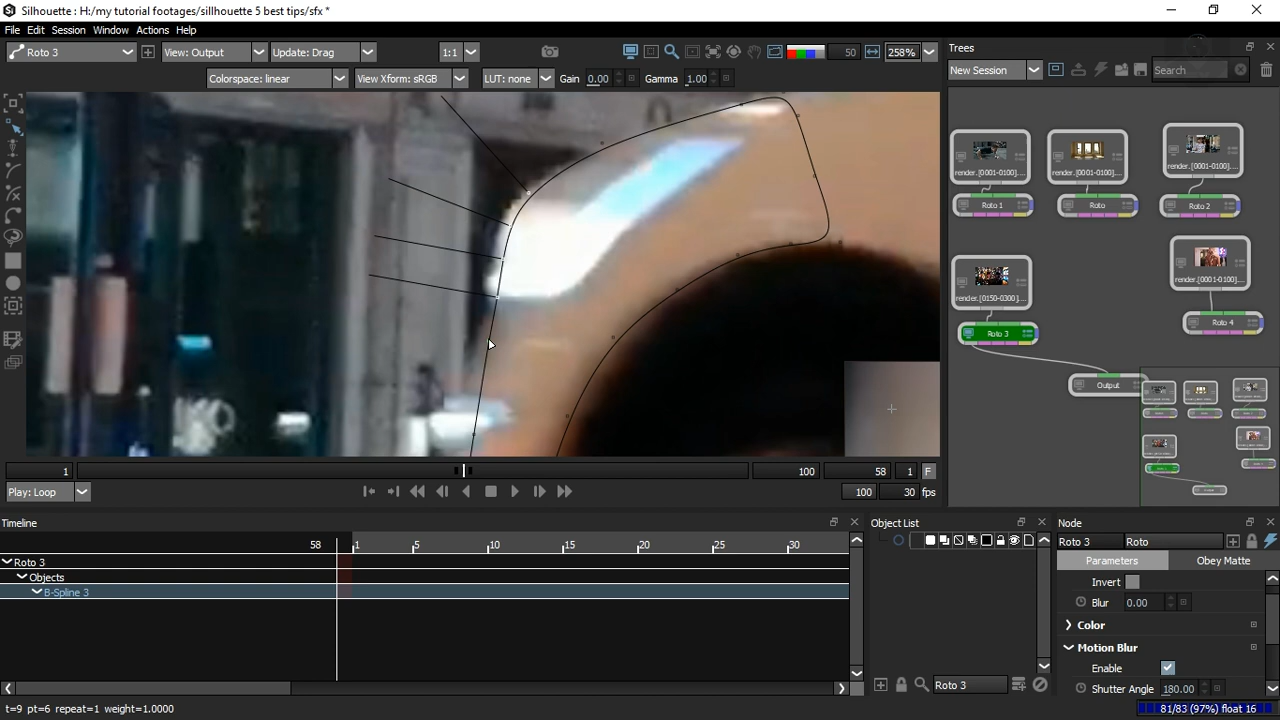 Silhouette : H:/my tutorial footages/sillhouette 5 best tips/sfx *
File Edit Session Window Actions Help
Roto 3 View: Output Update: Drag 1:1 50 258%
Colorspace: linear View Xform: sRGB LUT: none Gain 0.00 Gamma 1.00
Trees
New Session Search
render.[0001-0100].... render.[0001-0100].... render.[0001-0100]....
Roto 1 Roto Roto 2
render.[0150-0300].... render.[0001-0100]....
Roto 3 Roto 4
Output
1 100 58 1 F
Play: Loop 100 30 fps
Timeline
58 1 5 10 15 20 25 30
Roto 3
Objects
B-Spline 3
Object List
Roto 3
Node
Roto 3 Roto
Parameters Obey Matte
Invert
Blur 0.00
Color
Motion Blur
Enable
Shutter Angle 180.00
t=9 pt=6 repeat=1 weight=1.0000
81/83 (97%) float 16